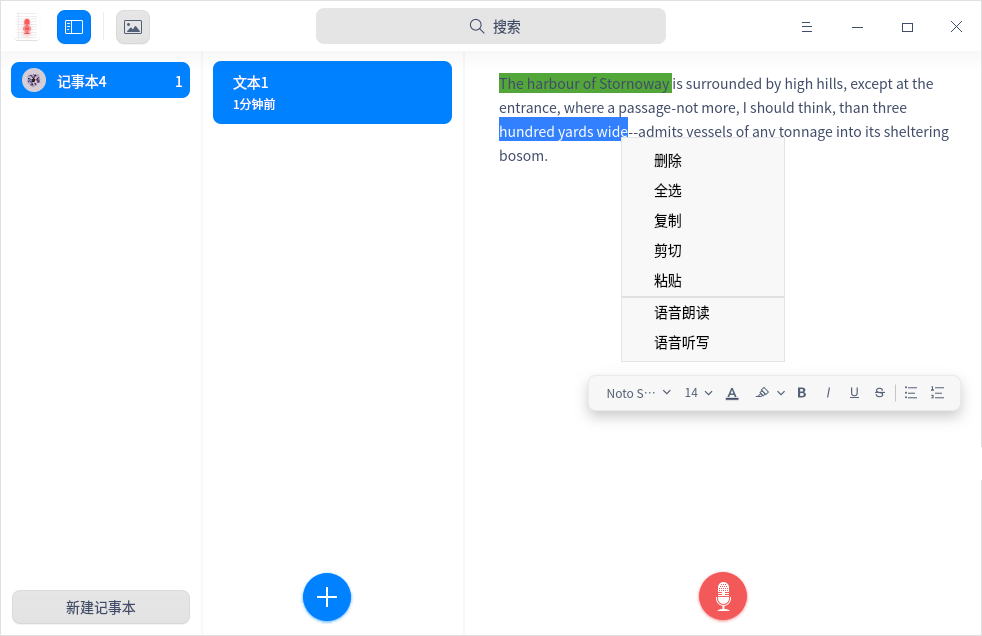 搜索
记事本4 1
文本1
1分钟前
The harbour of Stornoway is surrounded by high hills, except at the
entrance, where a passage-not more, I should think, than three
hundred yards wide--admits vessels of any tonnage into its sheltering
bosom.
删除
全选
复制
剪切
粘贴
语音朗读
语音听写
Noto S··· 14 A B I U S
新建记事本